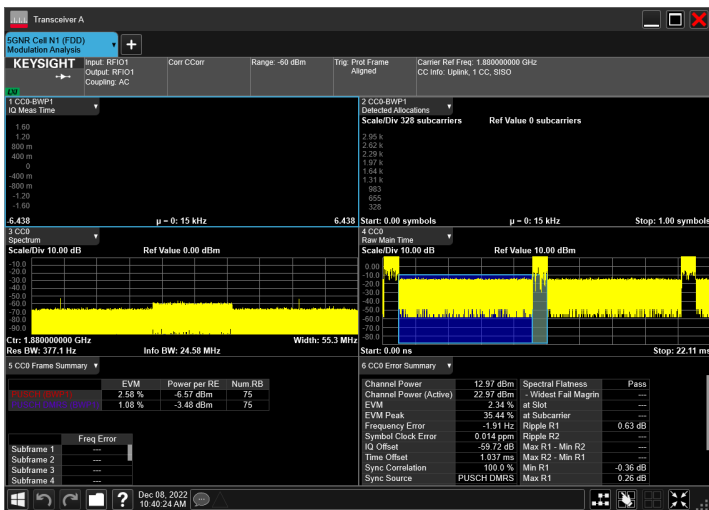 Transceiver A
5GNR Cell N1 (FDD)
Modulation Analysis
KEYSIGHT
Input: RFIO1
Output: RFIO1
Coupling: AC
Corr CCorr
Range: -60 dBm
Trig: Prot Frame
Aligned
Carrier Ref Freq: 1.880000000 GHz
CC Info: Uplink, 1 CC, SISO
LXI
1 CC0-BWP1
IQ Meas Time
1.60
1.20
800 m
400 m
0
-400 m
-800 m
-1.20
-1.60
-6.438
µ – 0: 15 kHz
6.438
2 CC0-BWP1
Detected Allocations
Scale/Div 328 subcarriers
Ref Value 0 subcarriers
2.95 k
2.62 k
2.29 k
1.97 k
1.64 k
1.31 k
983
655
328
Start: 0.00 symbols
µ – 0: 15 kHz
Stop: 1.00 symbols
3 CC0
Spectrum
Scale/Div 10.00 dB
Ref Value 0.00 dBm
-10.0
-20.0
-30.0
-40.0
-50.0
-60.0
-70.0
-80.0
-90.0
Ctr: 1.880000000 GHz
Width: 55.3 MHz
Res BW: 377.1 Hz
Info BW: 24.58 MHz
4 CC0
Raw Main Time
Scale/Div 10.00 dB
Ref Value 10.00 dBm
0.00
-10.0
-20.0
-30.0
-40.0
-50.0
-60.0
-70.0
-80.0
Start: 0.00 ns
Stop: 22.11 ms
5 CC0 Frame Summary
EVM Power per RE Num.RB
PUSCH (BWP1) 2.58 % -6.57 dBm 75
1.08 % -3.48 dBm 75
Freq Error
Subframe 1 ---
Subframe 2 ---
Subframe 3 ---
Subframe 4 ---
6 CC0 Error Summary
Channel Power 12.97 dBm Spectral Flatness Pass
Channel Power (Active) 22.97 dBm - Widest Fail Magrin ---
EVM 2.34 % at Slot ---
EVM Peak 35.44 % at Subcarrier ---
Frequency Error -1.91 Hz Ripple R1 0.63 dB
Symbol Clock Error 0.014 ppm Ripple R2 ---
IQ Offset -59.72 dB Max R1 - Min R2 ---
Time Offset 1.037 ms Max R2 - Min R1 ---
Sync Correlation 100.0 % Min R1 -0.36 dB
Sync Source PUSCH DMRS Max R1 0.26 dB
Dec 08, 2022
10:40:24 AM